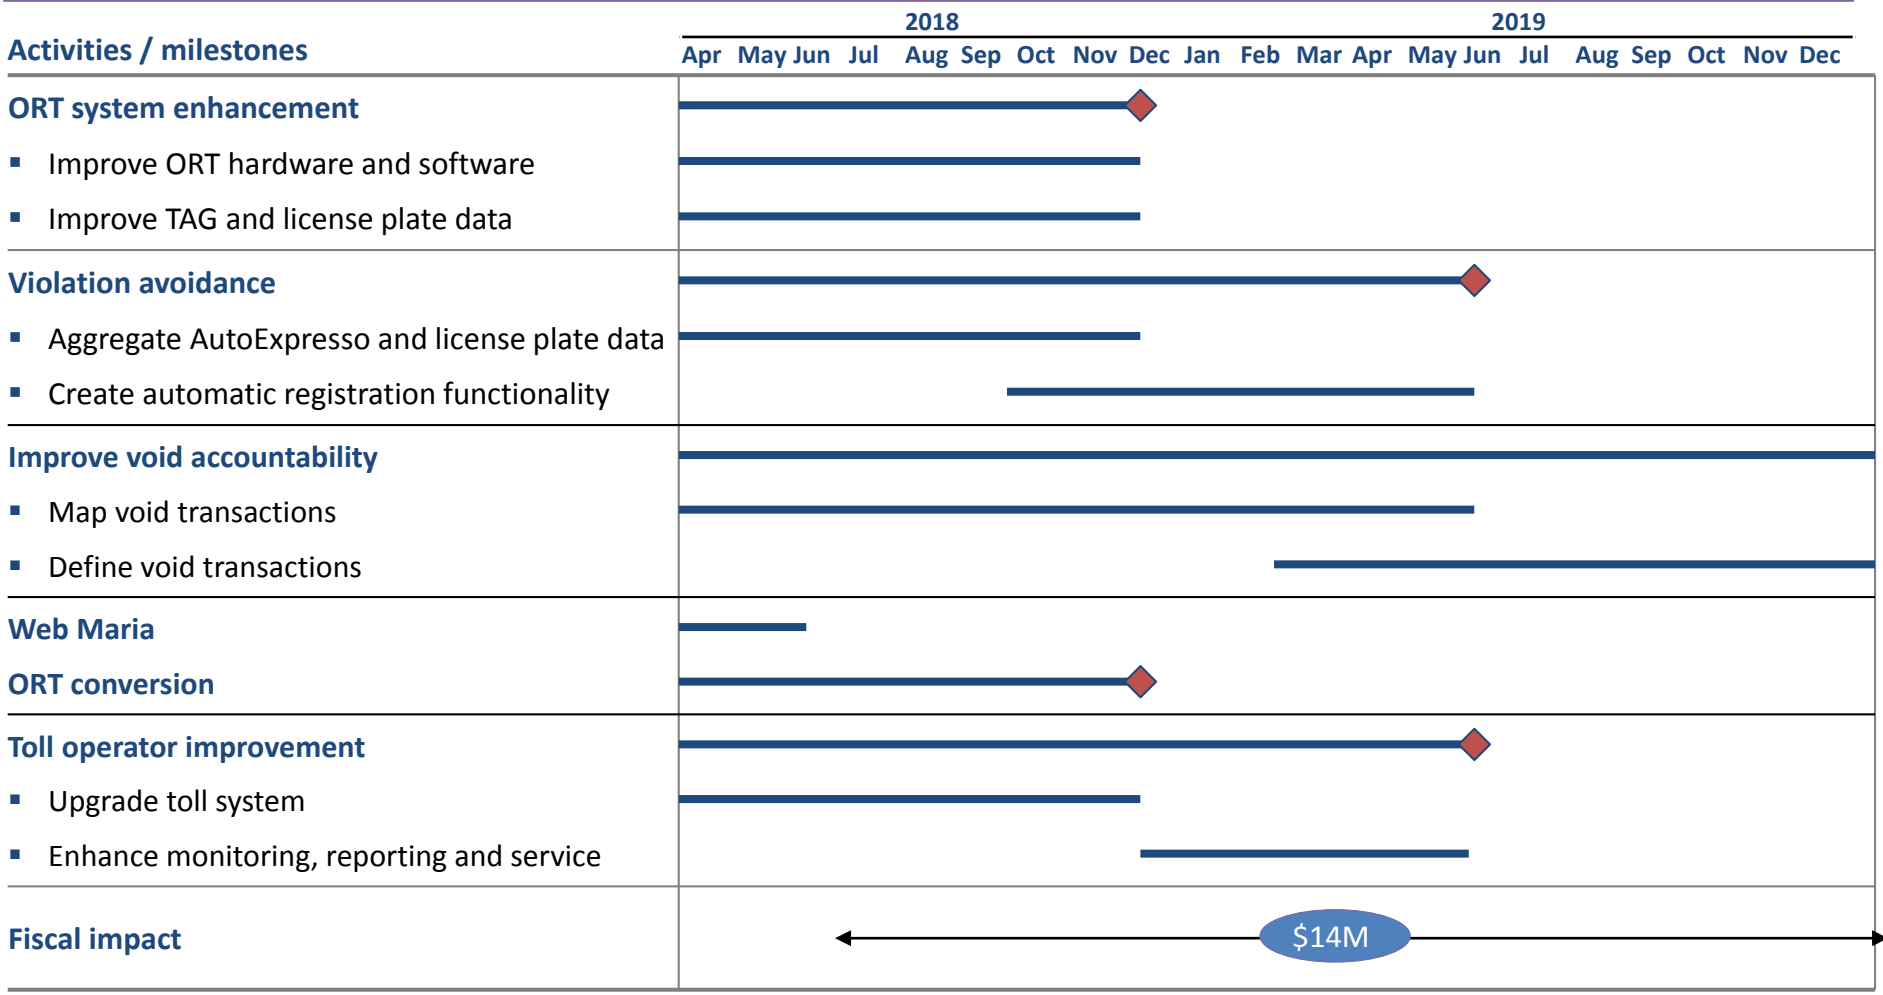 2018 2019
Activities / milestones Apr May Jun Jul Aug Sep Oct Nov Dec Jan Feb Mar Apr May Jun Jul Aug Sep Oct Nov Dec
ORT system enhancement
▪ Improve ORT hardware and software
▪ Improve TAG and license plate data
Violation avoidance
▪ Aggregate AutoExpresso and license plate data
▪ Create automatic registration functionality
Improve void accountability
▪ Map void transactions
▪ Define void transactions
Web Maria
ORT conversion
Toll operator improvement
▪ Upgrade toll system
▪ Enhance monitoring, reporting and service
Fiscal impact $14M